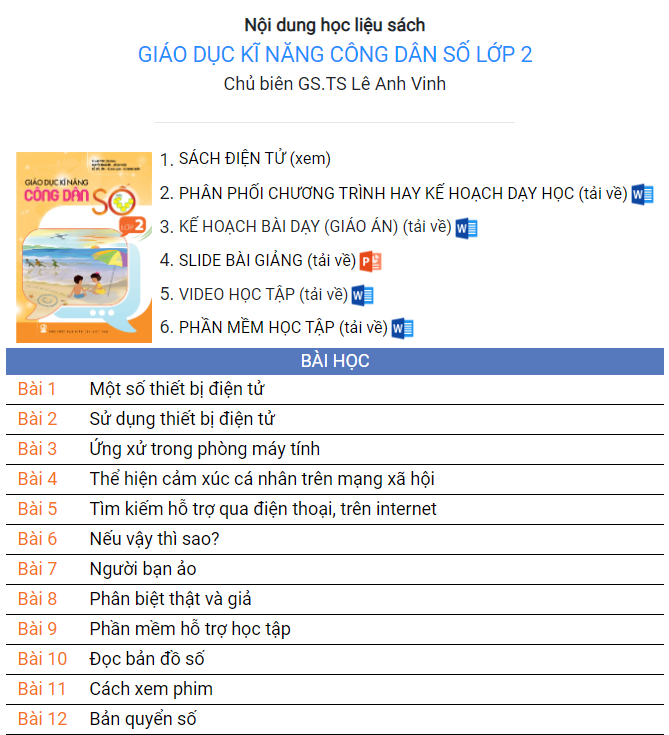 Nội dung học liệu sách
GIÁO DỤC KĨ NĂNG CÔNG DÂN SỐ LỚP 2
Chủ biên GS.TS Lê Anh Vinh
GIÁO DỤC KĨ NĂNG
CÔNG DÂN SỐ
LỚP 2
1. SÁCH ĐIỆN TỬ (xem)
2. PHÂN PHỐI CHƯƠNG TRÌNH HAY KẾ HOẠCH DẠY HỌC (tải về)
3. KẾ HOẠCH BÀI DẠY (GIÁO ÁN) (tải về)
4. SLIDE BÀI GIẢNG (tải về)
5. VIDEO HỌC TẬP (tải về)
6. PHẦN MỀM HỌC TẬP (tải về)
BÀI HỌC
Bài 1 Một số thiết bị điện tử
Bài 2 Sử dụng thiết bị điện tử
Bài 3 Ứng xử trong phòng máy tính
Bài 4 Thể hiện cảm xúc cá nhân trên mạng xã hội
Bài 5 Tìm kiếm hỗ trợ qua điện thoại, trên internet
Bài 6 Nếu vậy thì sao?
Bài 7 Người bạn ảo
Bài 8 Phân biệt thật và giả
Bài 9 Phần mềm hỗ trợ học tập
Bài 10 Đọc bản đồ số
Bài 11 Cách xem phim
Bài 12 Bản quyển số